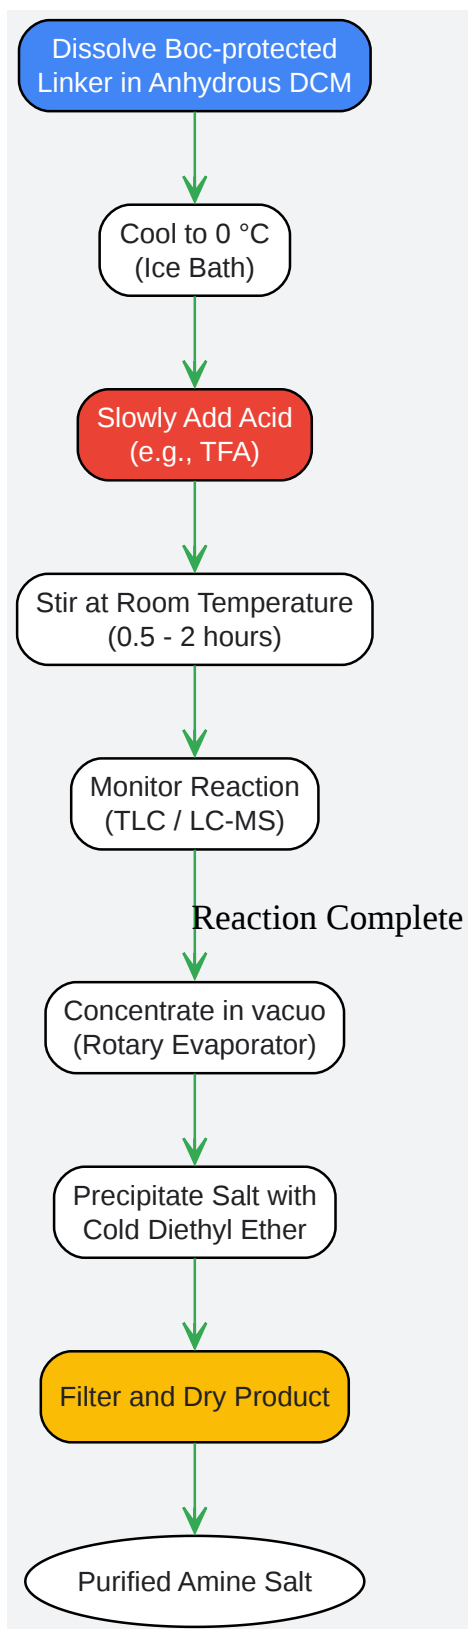 Dissolve Boc-protected
Linker in Anhydrous DCM
Cool to 0 °C
(Ice Bath)
Slowly Add Acid
(e.g., TFA)
Stir at Room Temperature
(0.5 - 2 hours)
Monitor Reaction
(TLC / LC-MS)
Reaction Complete
Concentrate in vacuo
(Rotary Evaporator)
Precipitate Salt with
Cold Diethyl Ether
Filter and Dry Product
Purified Amine Salt